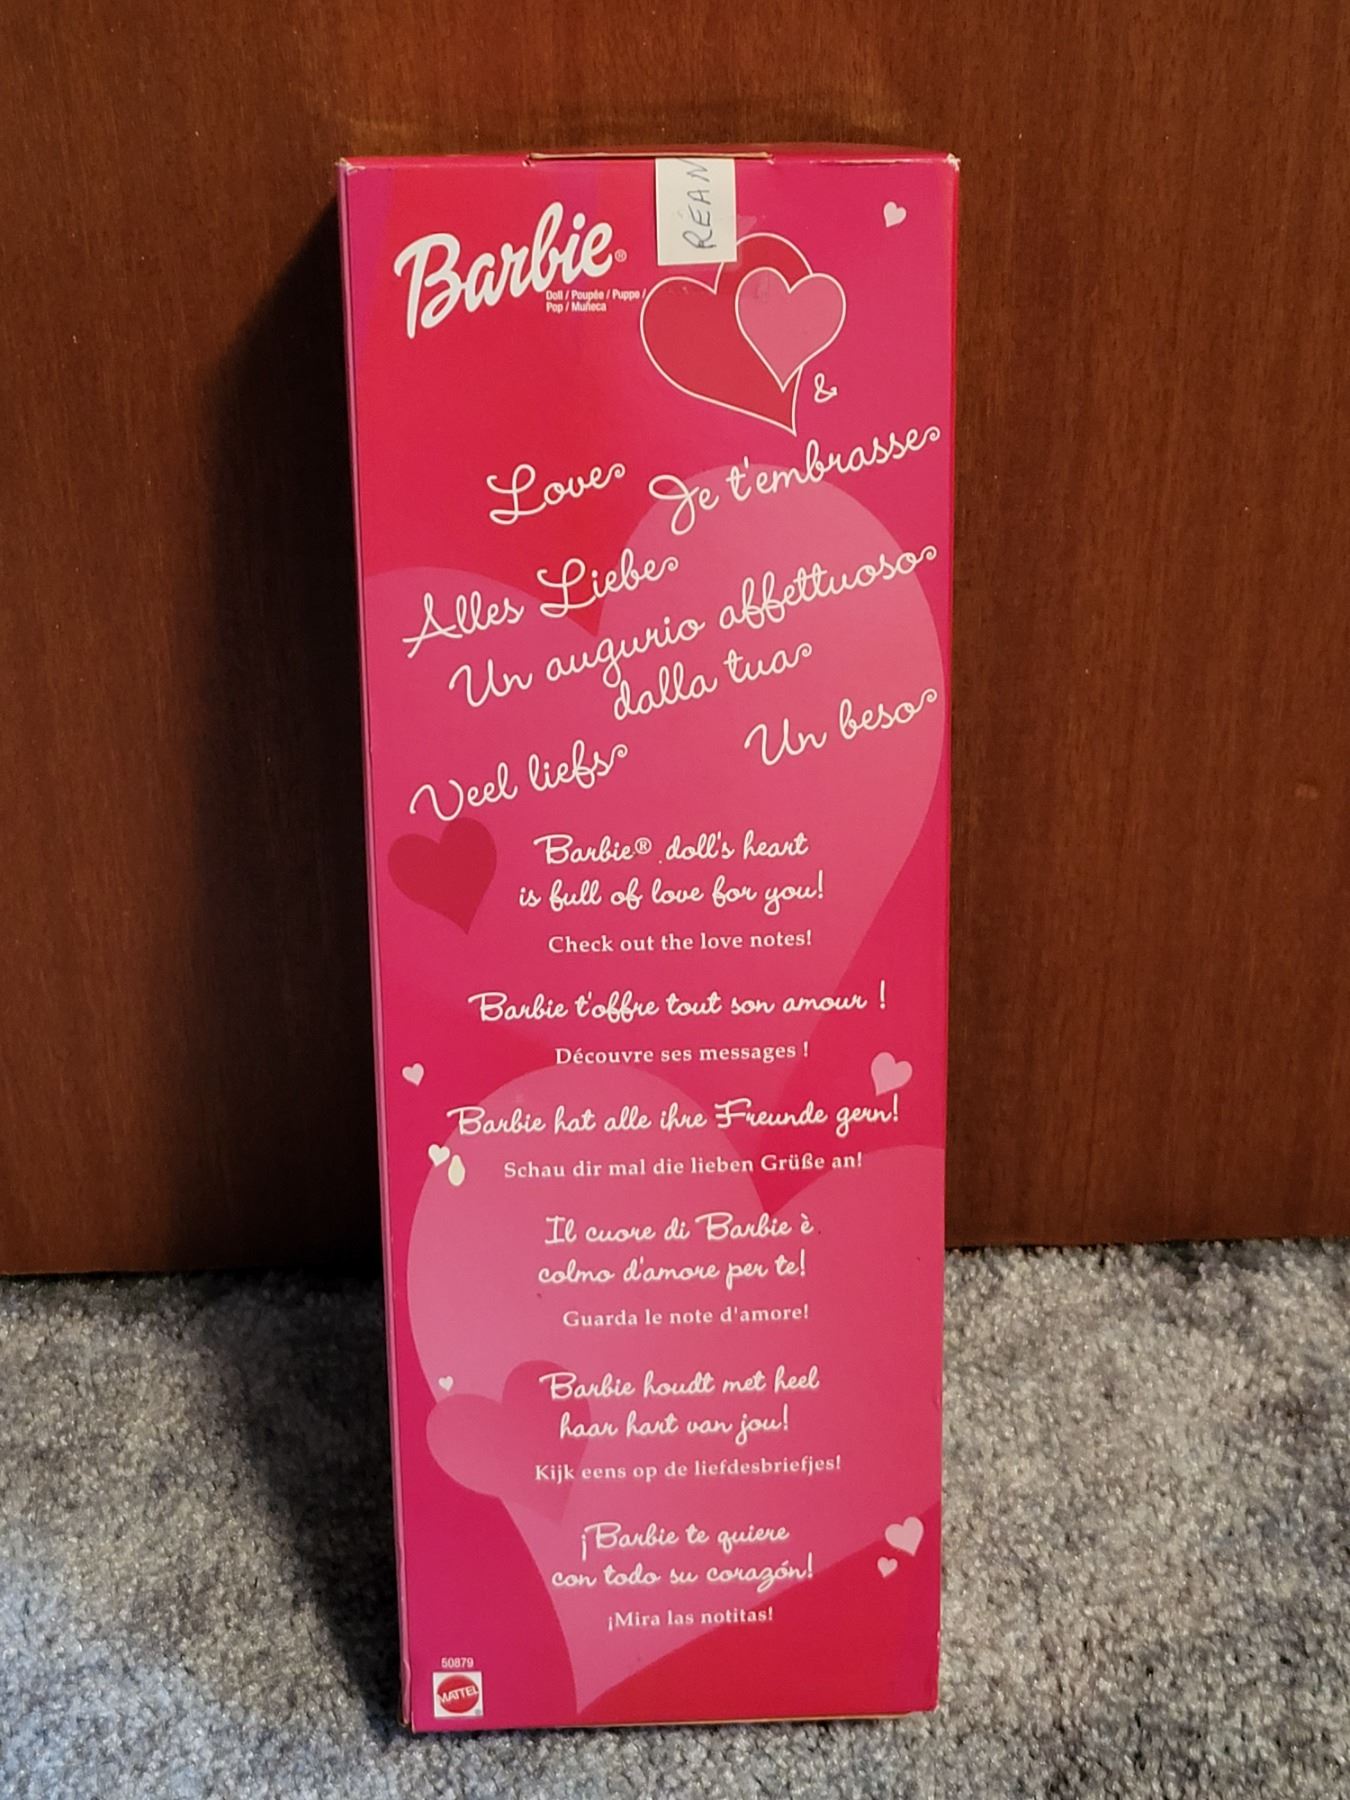 RÉAN
Barbie®
Doll / Poupée / Puppe /
Pop / Muñeca
&
Love
Je t'embrasse
Alles Liebe
Un augurio affettuoso
dalla tua
Un beso
Veel liefs
Barbie® doll's heart
is full of love for you!
Check out the love notes!
Barbie t'offre tout son amour !
Découvre ses messages !
Barbie hat alle ihre Freunde gern!
Schau dir mal die lieben Grüße an!
Il cuore di Barbie è
colmo d'amore per te!
Guarda le note d'amore!
Barbie houdt met heel
haar hart van jou!
Kijk eens op de liefdesbriefjes!
¡Barbie te quiere
con todo su corazón!
¡Mira las notitas!
50879
MATTEL